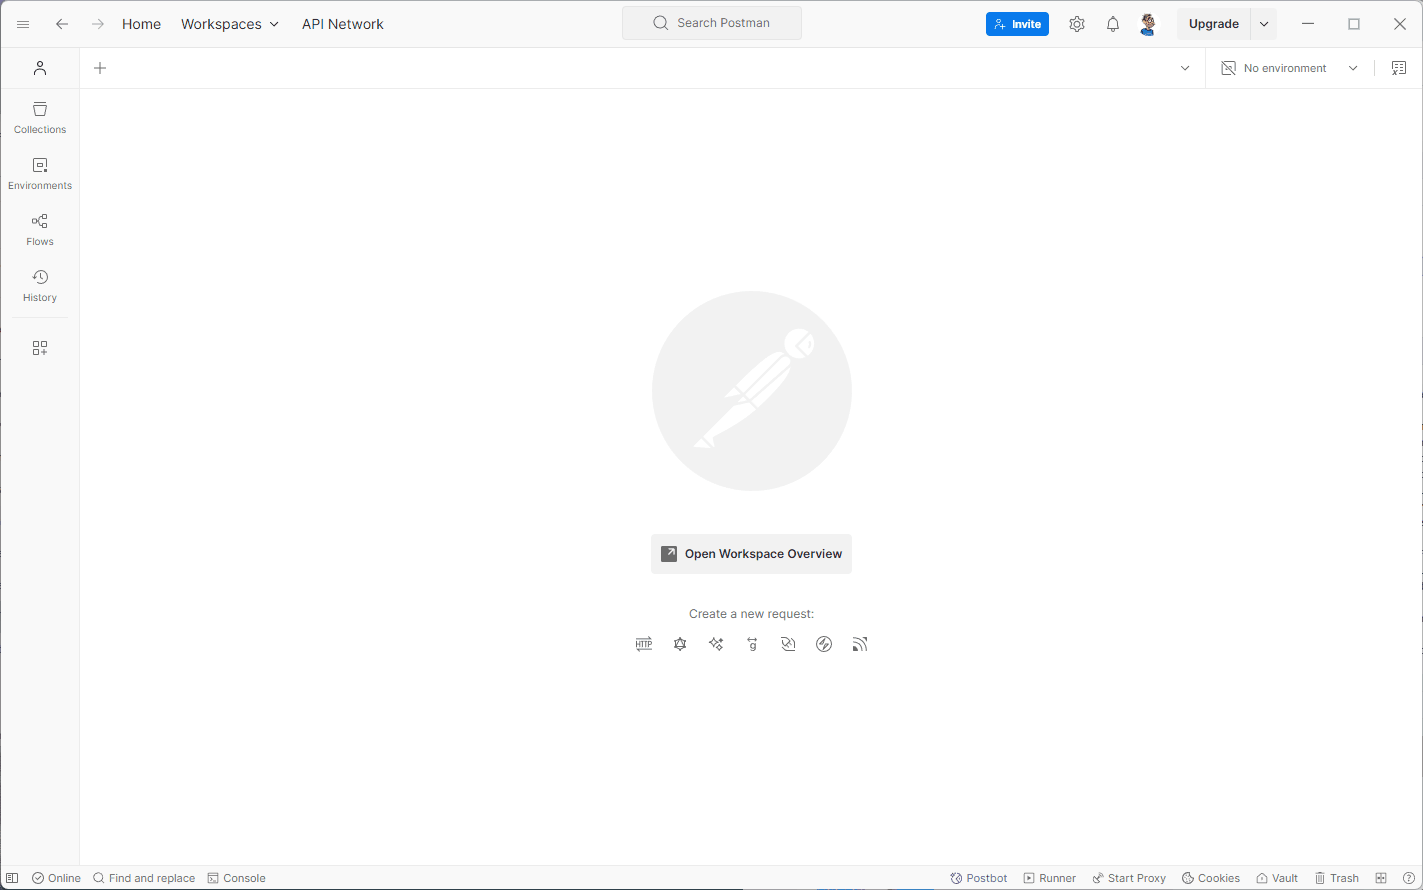 Home Workspaces API Network Search Postman Invite Upgrade
No environment
Collections
Environments
Flows
History
Open Workspace Overview
Create a new request:
HTTP g
Online Find and replace Console Postbot Runner Start Proxy Cookies Vault Trash